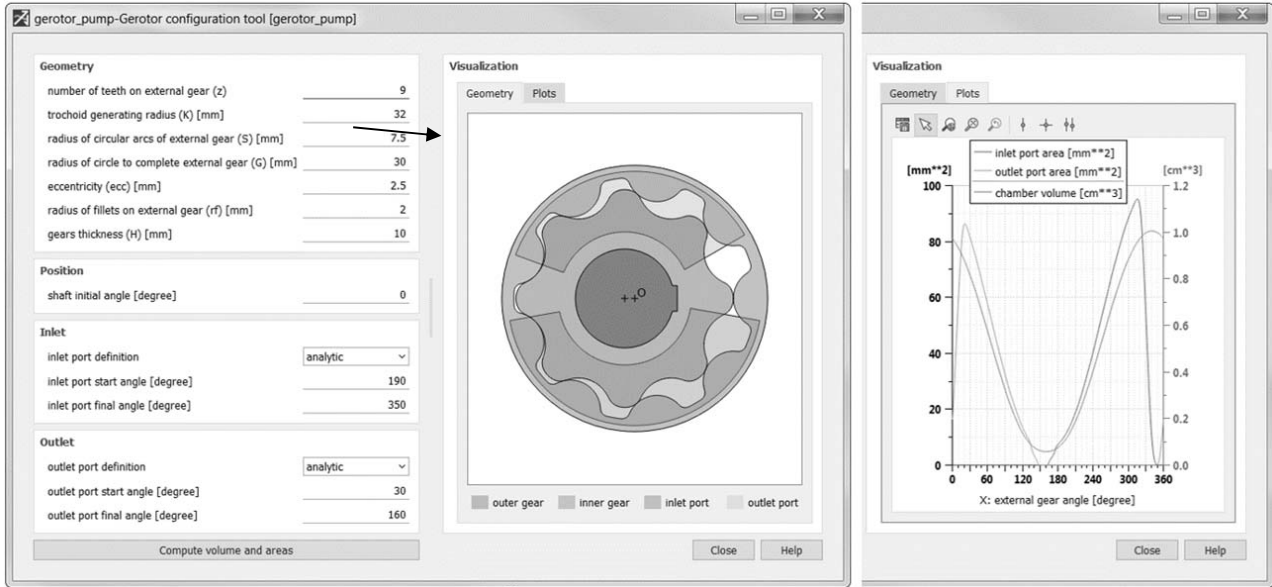 gerotor_pump-Gerotor configuration tool [gerotor_pump]
Geometry
number of teeth on external gear (z) 9
trochoid generating radius (K) [mm] 32
radius of circular arcs of external gear (S) [mm] 7.5
radius of circle to complete external gear (G) [mm] 30
eccentricity (ecc) [mm] 2.5
radius of fillets on external gear (rf) [mm] 2
gears thickness (H) [mm] 10
Position
shaft initial angle [degree] 0
Inlet
inlet port definition analytic
inlet port start angle [degree] 190
inlet port final angle [degree] 350
Outlet
outlet port definition analytic
outlet port start angle [degree] 30
outlet port final angle [degree] 160
Compute volume and areas
Visualization
Geometry Plots
O
outer gear inner gear inlet port outlet port
Close Help
Visualization
Geometry Plots
inlet port area [mm**2]
outlet port area [mm**2]
chamber volume [cm**3]
[mm**2] [cm**3]
100 1.2
80 1.0
0.8
60
0.6
40 0.4
20 0.2
0 0.0
0 60 120 180 240 300 360
X: external gear angle [degree]
Close Help